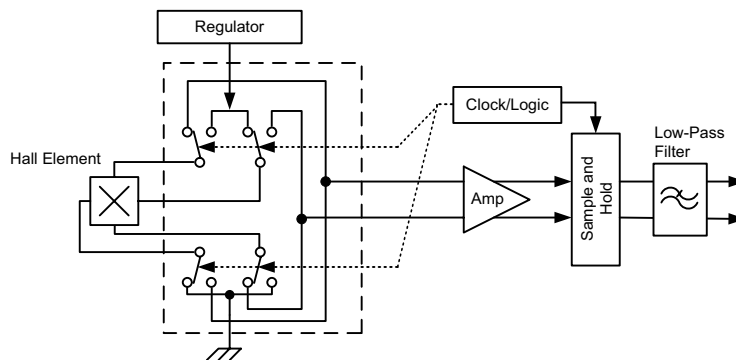 Regulator
Clock/Logic
Low-Pass
Filter
Hall Element
Amp
Sample and
Hold